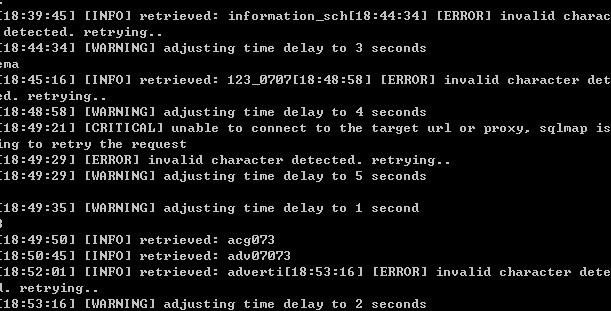 [18:39:45] [INFO] retrieved: information_sch[18:44:34] [ERROR] invalid charac
detected. retrying..
[18:44:34] [WARNING] adjusting time delay to 3 seconds
ema
[18:45:16] [INFO] retrieved: 123_0707[18:48:58] [ERROR] invalid character det
ed. retrying..
[18:48:58] [WARNING] adjusting time delay to 4 seconds
[18:49:21] [CRITICAL] unable to connect to the target url or proxy, sqlmap is
ing to retry the request
[18:49:29] [ERROR] invalid character detected. retrying..
[18:49:29] [WARNING] adjusting time delay to 5 seconds
[18:49:35] [WARNING] adjusting time delay to 1 second
3
[18:49:50] [INFO] retrieved: acg073
[18:50:45] [INFO] retrieved: adv07073
[18:52:01] [INFO] retrieved: adverti[18:53:16] [ERROR] invalid character dete
d. retrying..
[18:53:16] [WARNING] adjusting time delay to 2 seconds